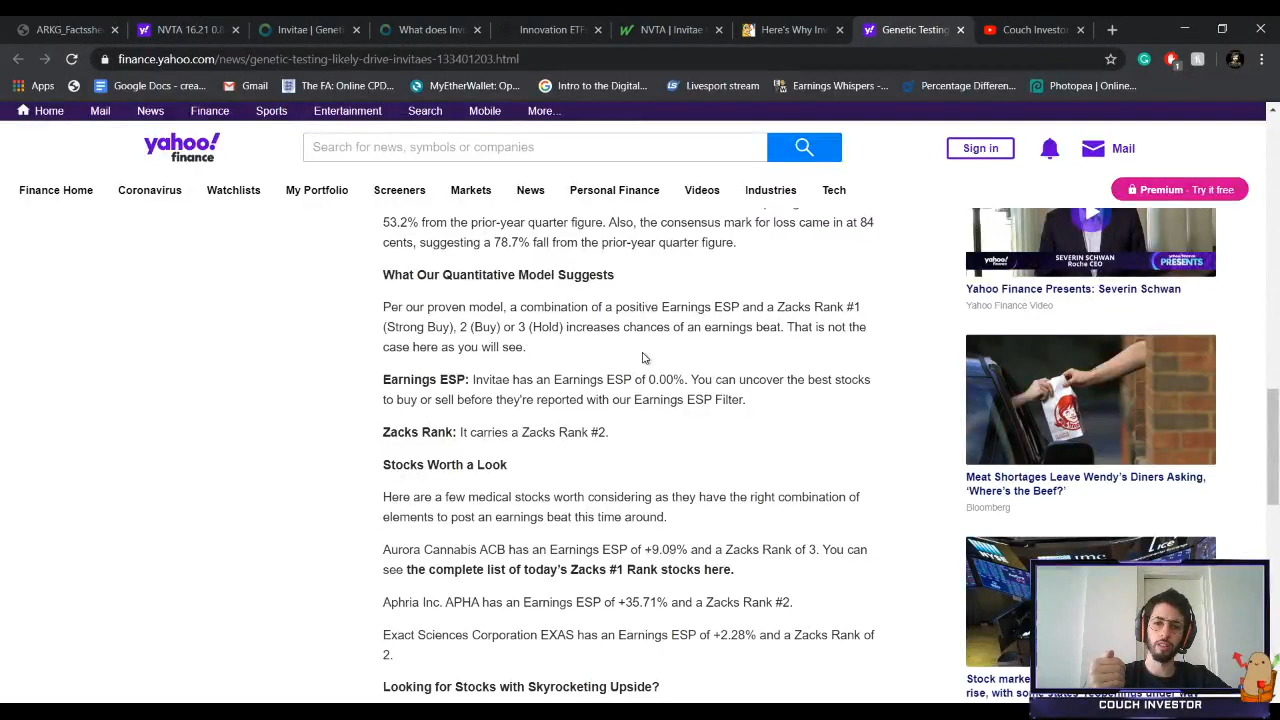 ARKG_Factsshe
NVTA 16.21 0.8
Invitae | Geneti
What does Invi
Innovation ETFs
NVTA | Invitae
Here's Why Inv
Genetic Testing
Couch Investor
finance.yahoo.com/news/genetic-testing-likely-drive-invitaes-133401203.html
1
Apps
Google Docs - crea...
Gmail
The FA: Online CPD...
MyEtherWallet: Op...
Intro to the Digital...
Livesport stream
Earnings Whispers -...
Percentage Differen...
Photopea | Online...
Home
Mail
News
Finance
Sports
Entertainment
Search
Mobile
More...
yahoo!
finance
Search for news, symbols or companies
Sign in
Mail
Finance Home
Coronavirus
Watchlists
My Portfolio
Screeners
Markets
News
Personal Finance
Videos
Industries
Tech
Premium - Try it free
53.2% from the prior-year quarter figure. Also, the consensus mark for loss came in at 84
cents, suggesting a 78.7% fall from the prior-year quarter figure.
What Our Quantitative Model Suggests
Per our proven model, a combination of a positive Earnings ESP and a Zacks Rank #1
(Strong Buy), 2 (Buy) or 3 (Hold) increases chances of an earnings beat. That is not the
case here as you will see.
Earnings ESP: Invitae has an Earnings ESP of 0.00%. You can uncover the best stocks
to buy or sell before they're reported with our Earnings ESP Filter.
Zacks Rank: It carries a Zacks Rank #2.
Stocks Worth a Look
Here are a few medical stocks worth considering as they have the right combination of
elements to post an earnings beat this time around.
Aurora Cannabis ACB has an Earnings ESP of +9.09% and a Zacks Rank of 3. You can
see the complete list of today's Zacks #1 Rank stocks here.
Aphria Inc. APHA has an Earnings ESP of +35.71% and a Zacks Rank #2.
Exact Sciences Corporation EXAS has an Earnings ESP of +2.28% and a Zacks Rank of
2.
Looking for Stocks with Skyrocketing Upside?
yahoo!
finance
SEVERIN SCHWAN
Roche CEO
yahoo!
PRESENTS
Yahoo Finance Presents: Severin Schwan
Yahoo Finance Video
Meat Shortages Leave Wendy's Diners Asking,
'Where's the Beef?'
Bloomberg
Stock marke
rise, with som
COUCH INVESTOR